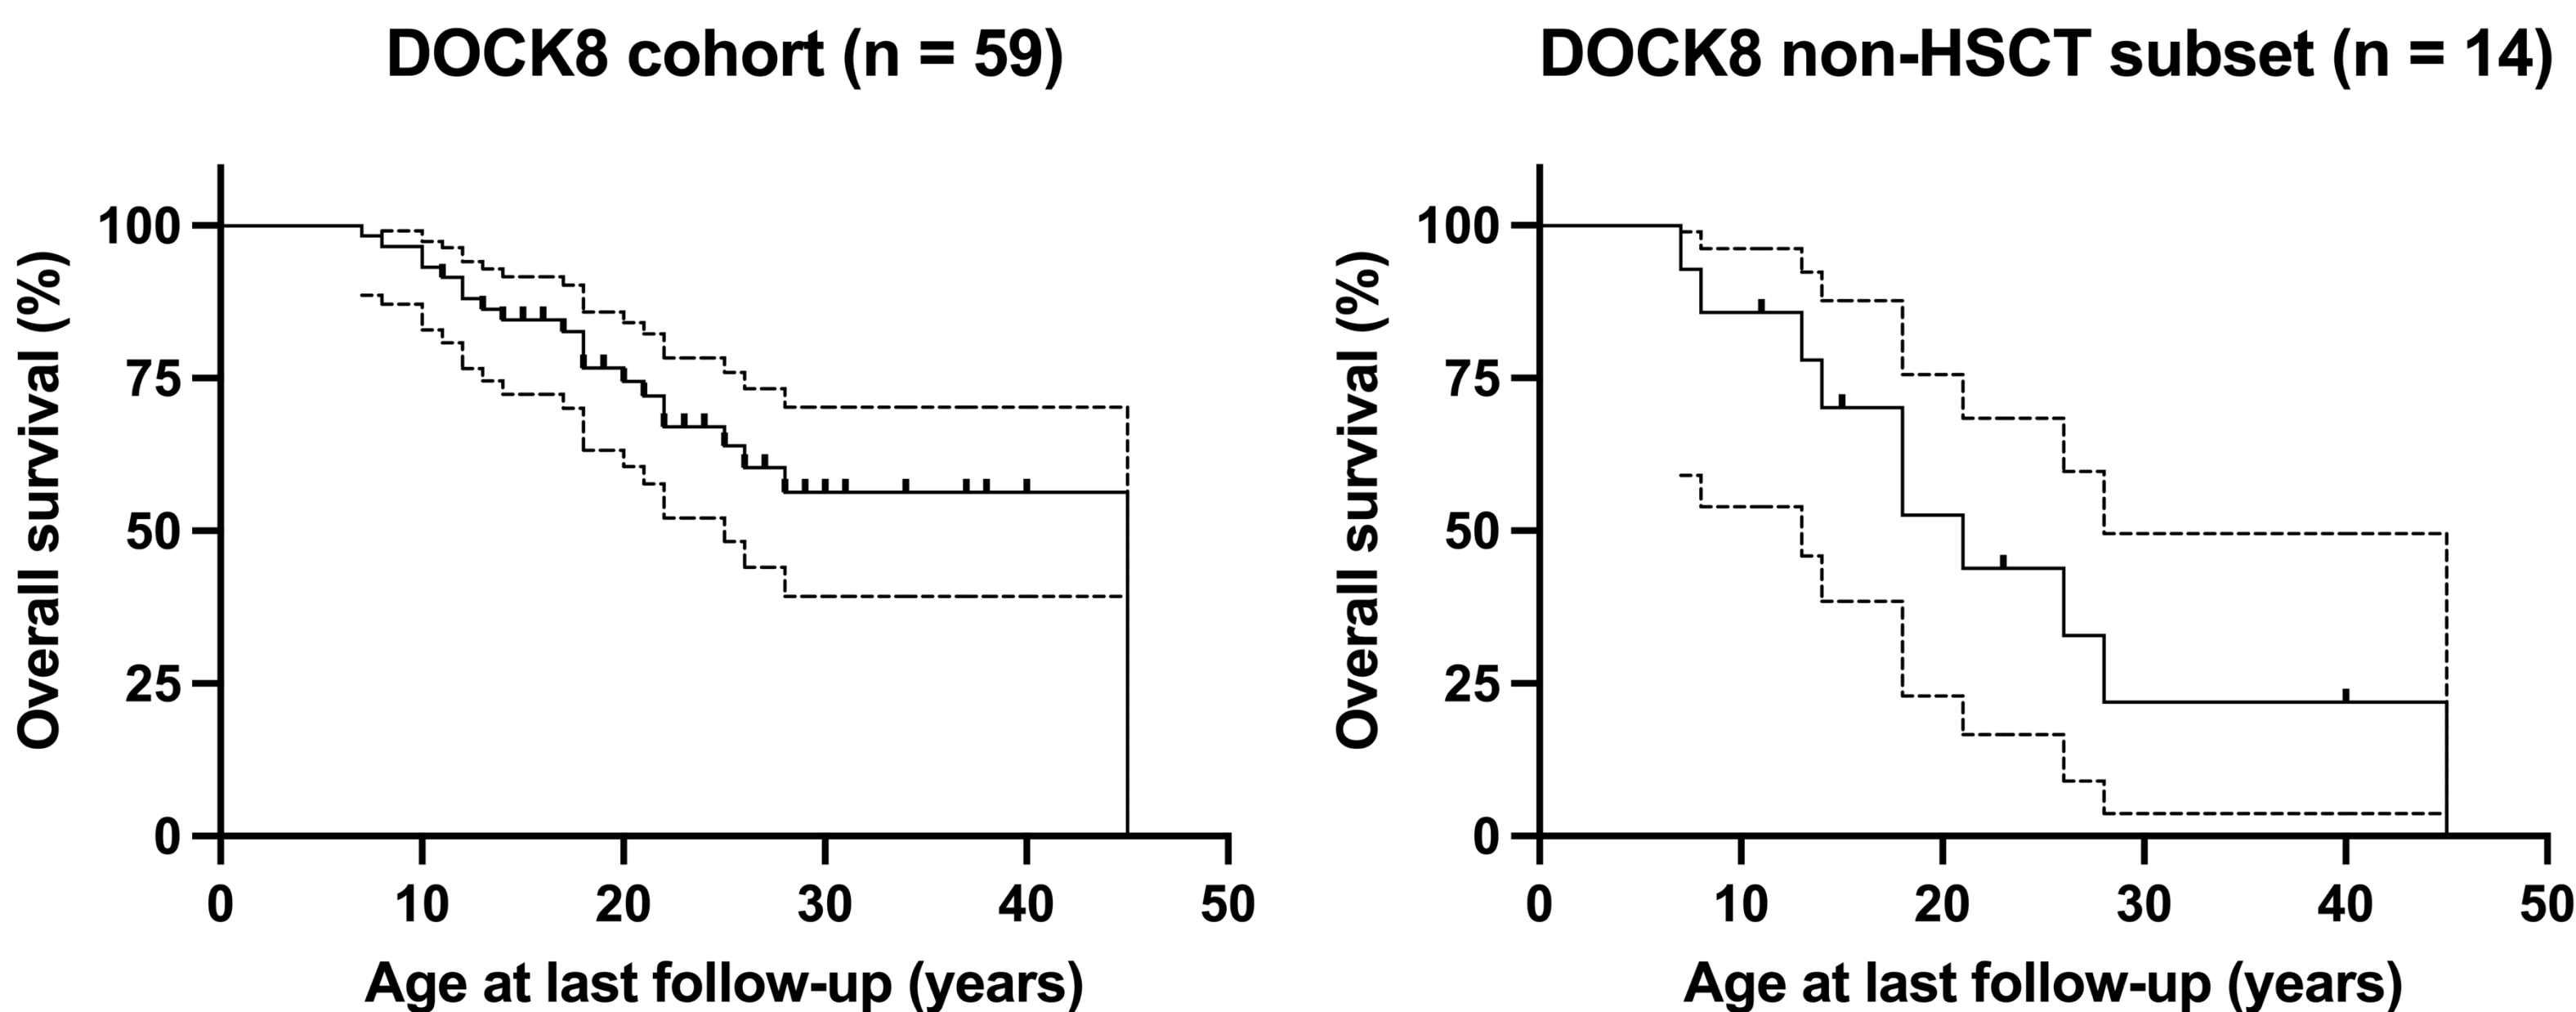 DOCK8 cohort (n = 59)
Overall survival (%)
100
75
50
25
0
0 10 20 30 40 50
Age at last follow-up (years)
DOCK8 non-HSCT subset (n = 14)
Overall survival (%)
100
75
50
25
0
0 10 20 30 40 50
Age at last follow-up (years)